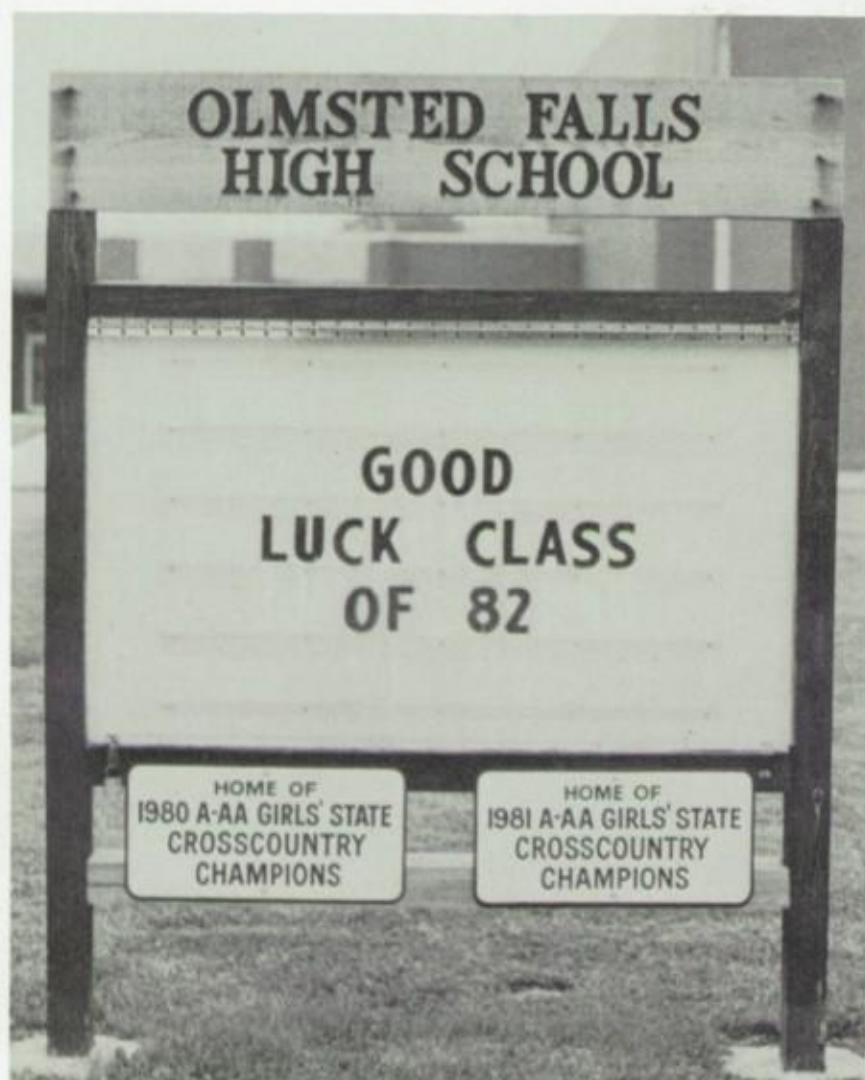 OLMSTED FALLS
HIGH SCHOOL
GOOD
LUCK CLASS
OF 82
HOME OF
1980 A-AA GIRLS' STATE
CROSSCOUNTRY
CHAMPIONS
HOME OF
1981 A-AA GIRLS' STATE
CROSSCOUNTRY
CHAMPIONS